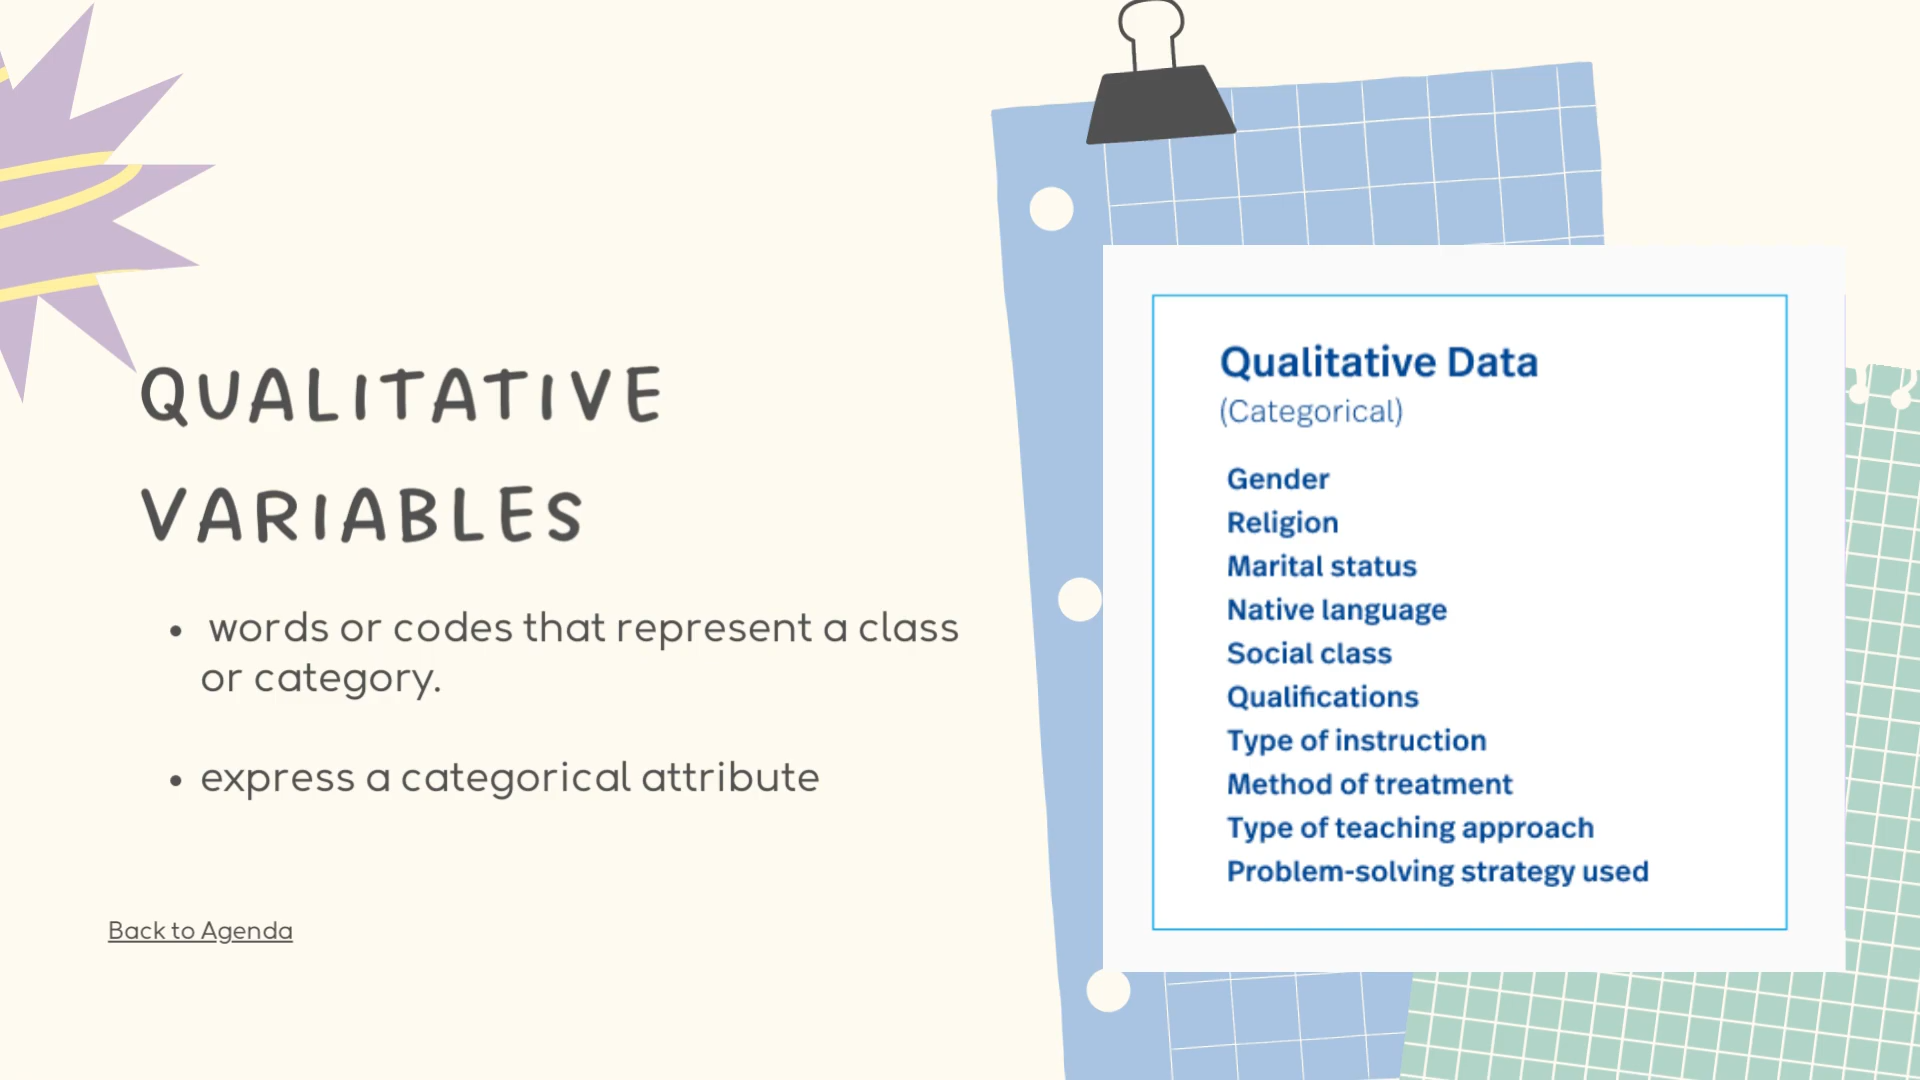 QUALITATIVE
VARIABLES
• words or codes that represent a class
or category.
• express a categorical attribute
Back to Agenda
Qualitative Data
(Categorical)
Gender
Religion
Marital status
Native language
Social class
Qualifications
Type of instruction
Method of treatment
Type of teaching approach
Problem-solving strategy used